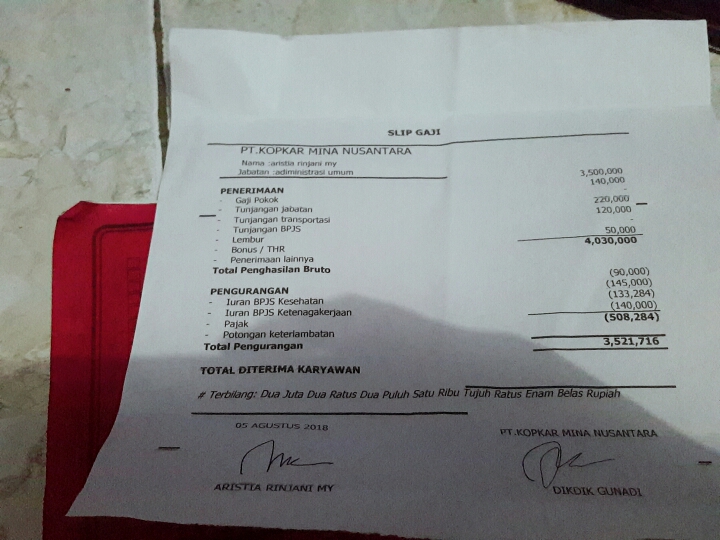 SLIP GAJI
PT.KOPKAR MINA NUSANTARA
Nama :aristia rinjani my
Jabatan :adiministrasi umum
PENERIMAAN
- Gaji Pokok 3,500,000
- Tunjangan jabatan 140,000
- Tunjangan transportasi -
- Tunjangan BPJS 220,000
- Lembur 120,000
- Bonus / THR -
- Penerimaan lainnya 50,000
Total Penghasilan Bruto 4,030,000
PENGURANGAN
- Iuran BPJS Kesehatan (90,000)
- Iuran BPJS Ketenagakerjaan (145,000)
- Pajak (133,284)
- Potongan keterlambatan (140,000)
Total Pengurangan (508,284)
TOTAL DITERIMA KARYAWAN 3,521,716
# Terbilang: Dua Juta Dua Ratus Dua Puluh Satu Ribu Tujuh Ratus Enam Belas Rupiah
05 AGUSTUS 2018
PT.KOPKAR MINA NUSANTARA
ARISTIA RINJANI MY
DIKDIK GUNADI